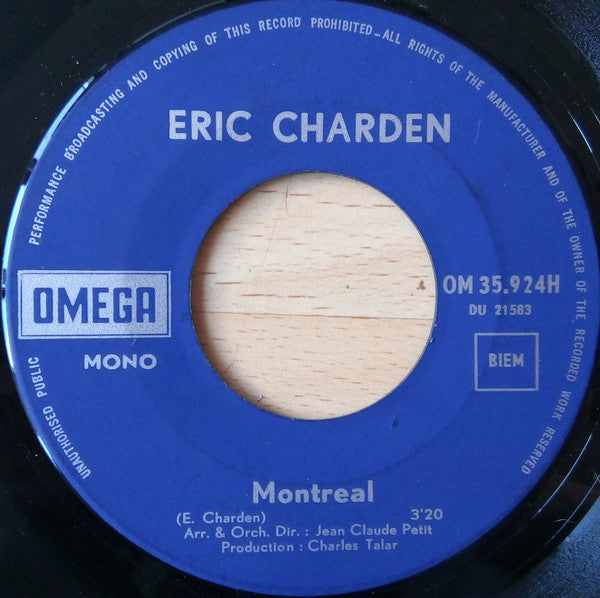 UNAUTHORISED PUBLIC PERFORMANCE BROADCASTING AND COPYING OF THIS RECORD PROHIBITED–ALL RIGHTS OF THE MANUFACTURER AND OF THE OWNER OF THE RECORDED WORK RESERVED
ERIC CHARDEN
OMEGA
MONO
OM 35.924H
DU 21583
BIEM
Montreal
(E. Charden) 3'20
Arr. & Orch. Dir. : Jean Claude Petit
Production : Charles Talar